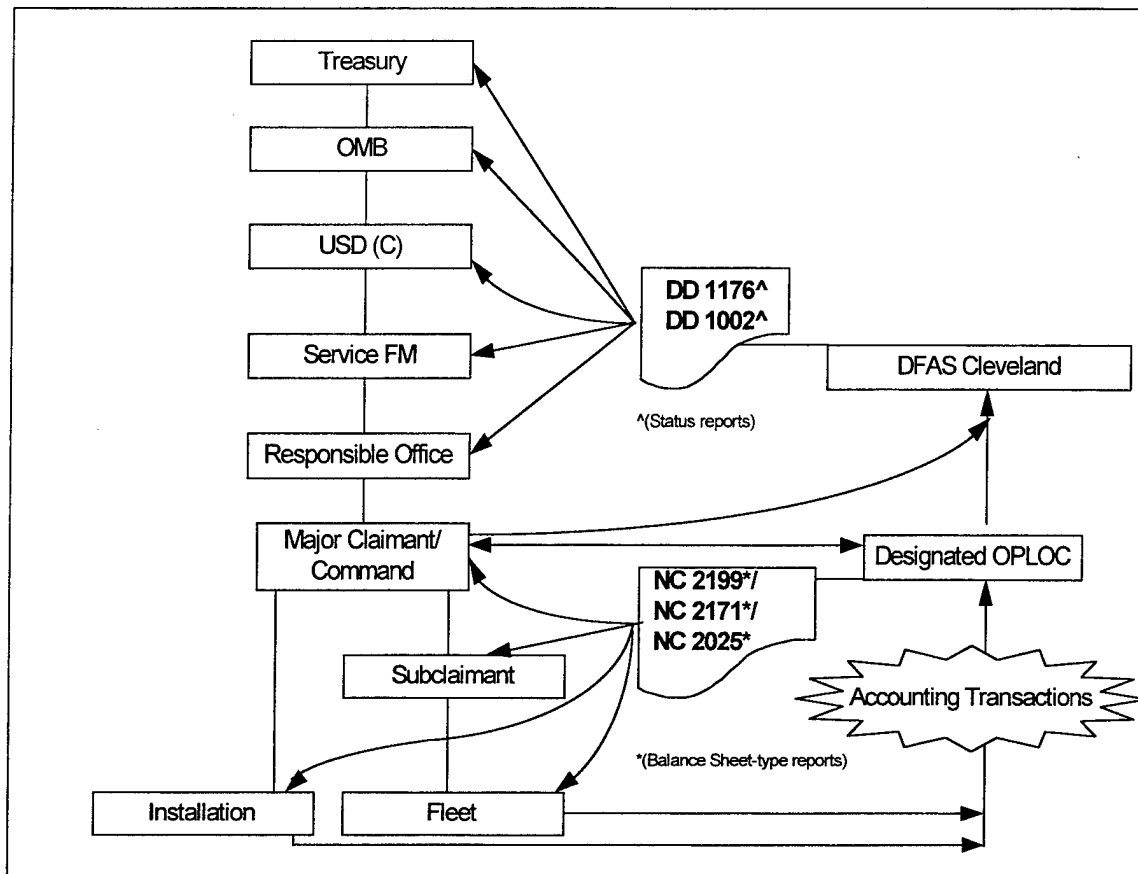 Treasury
OMB
USD (C)
DD 1176^
DD 1002^
Service FM
DFAS Cleveland
^(Status reports)
Responsible Office
Major Claimant/
Command
Designated OPLOC
NC 2199*/
NC 2171*/
NC 2025*
Subclaimant
Accounting Transactions
*(Balance Sheet-type reports)
Installation
Fleet